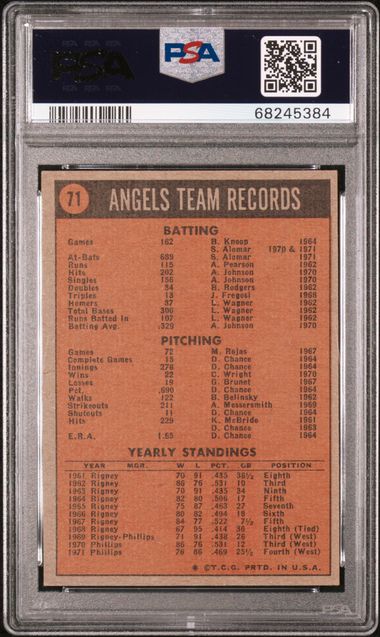 PSA
PSA
68245384
71 ANGELS TEAM RECORDS
BATTING
Games 162 B. Knoop 1964
S. Alomar 1970 & 1971
At-Bats 689 S. Alomar 1971
Runs 115 A. Pearson 1962
Hits 202 A. Johnson 1970
Singles 156 A. Johnson 1970
Doubles 34 B. Rodgers 1962
Triples 13 J. Fregosi 1968
Homers 37 L. Wagner 1962
Total Bases 306 L. Wagner 1962
Runs Batted In 107 L. Wagner 1962
Batting Avg. .329 A. Johnson 1970
PITCHING
Games 72 M. Rojas 1967
Complete Games 15 D. Chance 1964
Innings 278 D. Chance 1964
Wins 22 C. Wright 1970
Losses 19 G. Brunet 1967
Pct. .690 D. Chance 1964
Walks 122 B. Belinsky 1962
Strikeouts 211 A. Messersmith 1969
Shutouts 11 D. Chance 1964
Hits 229 K. McBride 1961
D. Chance 1963
E.R.A. 1.65 D. Chance 1964
YEARLY STANDINGS
YEAR MGR. W L PCT. GB POSITION
1961 Rigney 70 91 .435 38½ Eighth
1962 Rigney 86 76 .531 10 Third
1963 Rigney 70 91 .435 34 Ninth
1964 Rigney 82 80 .506 17 Fifth
1965 Rigney 75 87 .463 27 Seventh
1966 Rigney 80 82 .494 18 Sixth
1967 Rigney 84 77 .522 7½ Fifth
1968 Rigney 67 95 .414 36 Eighth (Tied)
1969 Rigney-Phillips 71 91 .438 26 Third (West)
1970 Phillips 86 76 .531 12 Third (West)
1971 Phillips 76 86 .469 25½ Fourth (West)
* ©T.C.G. PRTD. IN U.S.A.